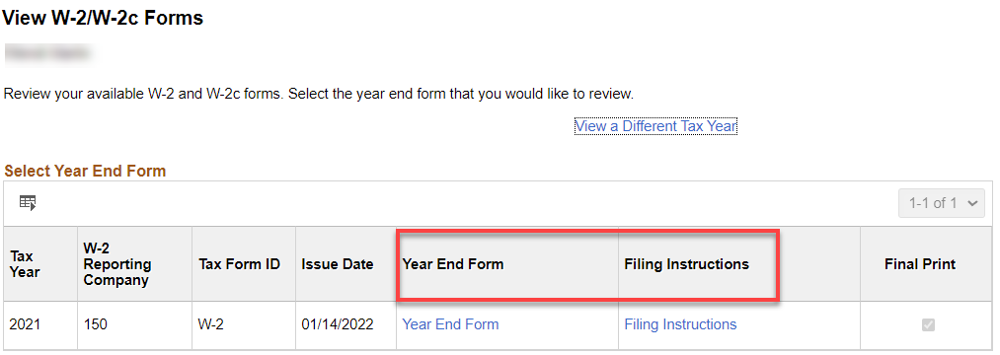 View W-2/W-2c Forms
Review your available W-2 and W-2c forms. Select the year end form that you would like to review.
View a Different Tax Year
Select Year End Form
1-1 of 1
Tax Year W-2 Reporting Company Tax Form ID Issue Date Year End Form Filing Instructions Final Print
2021 150 W-2 01/14/2022 Year End Form Filing Instructions